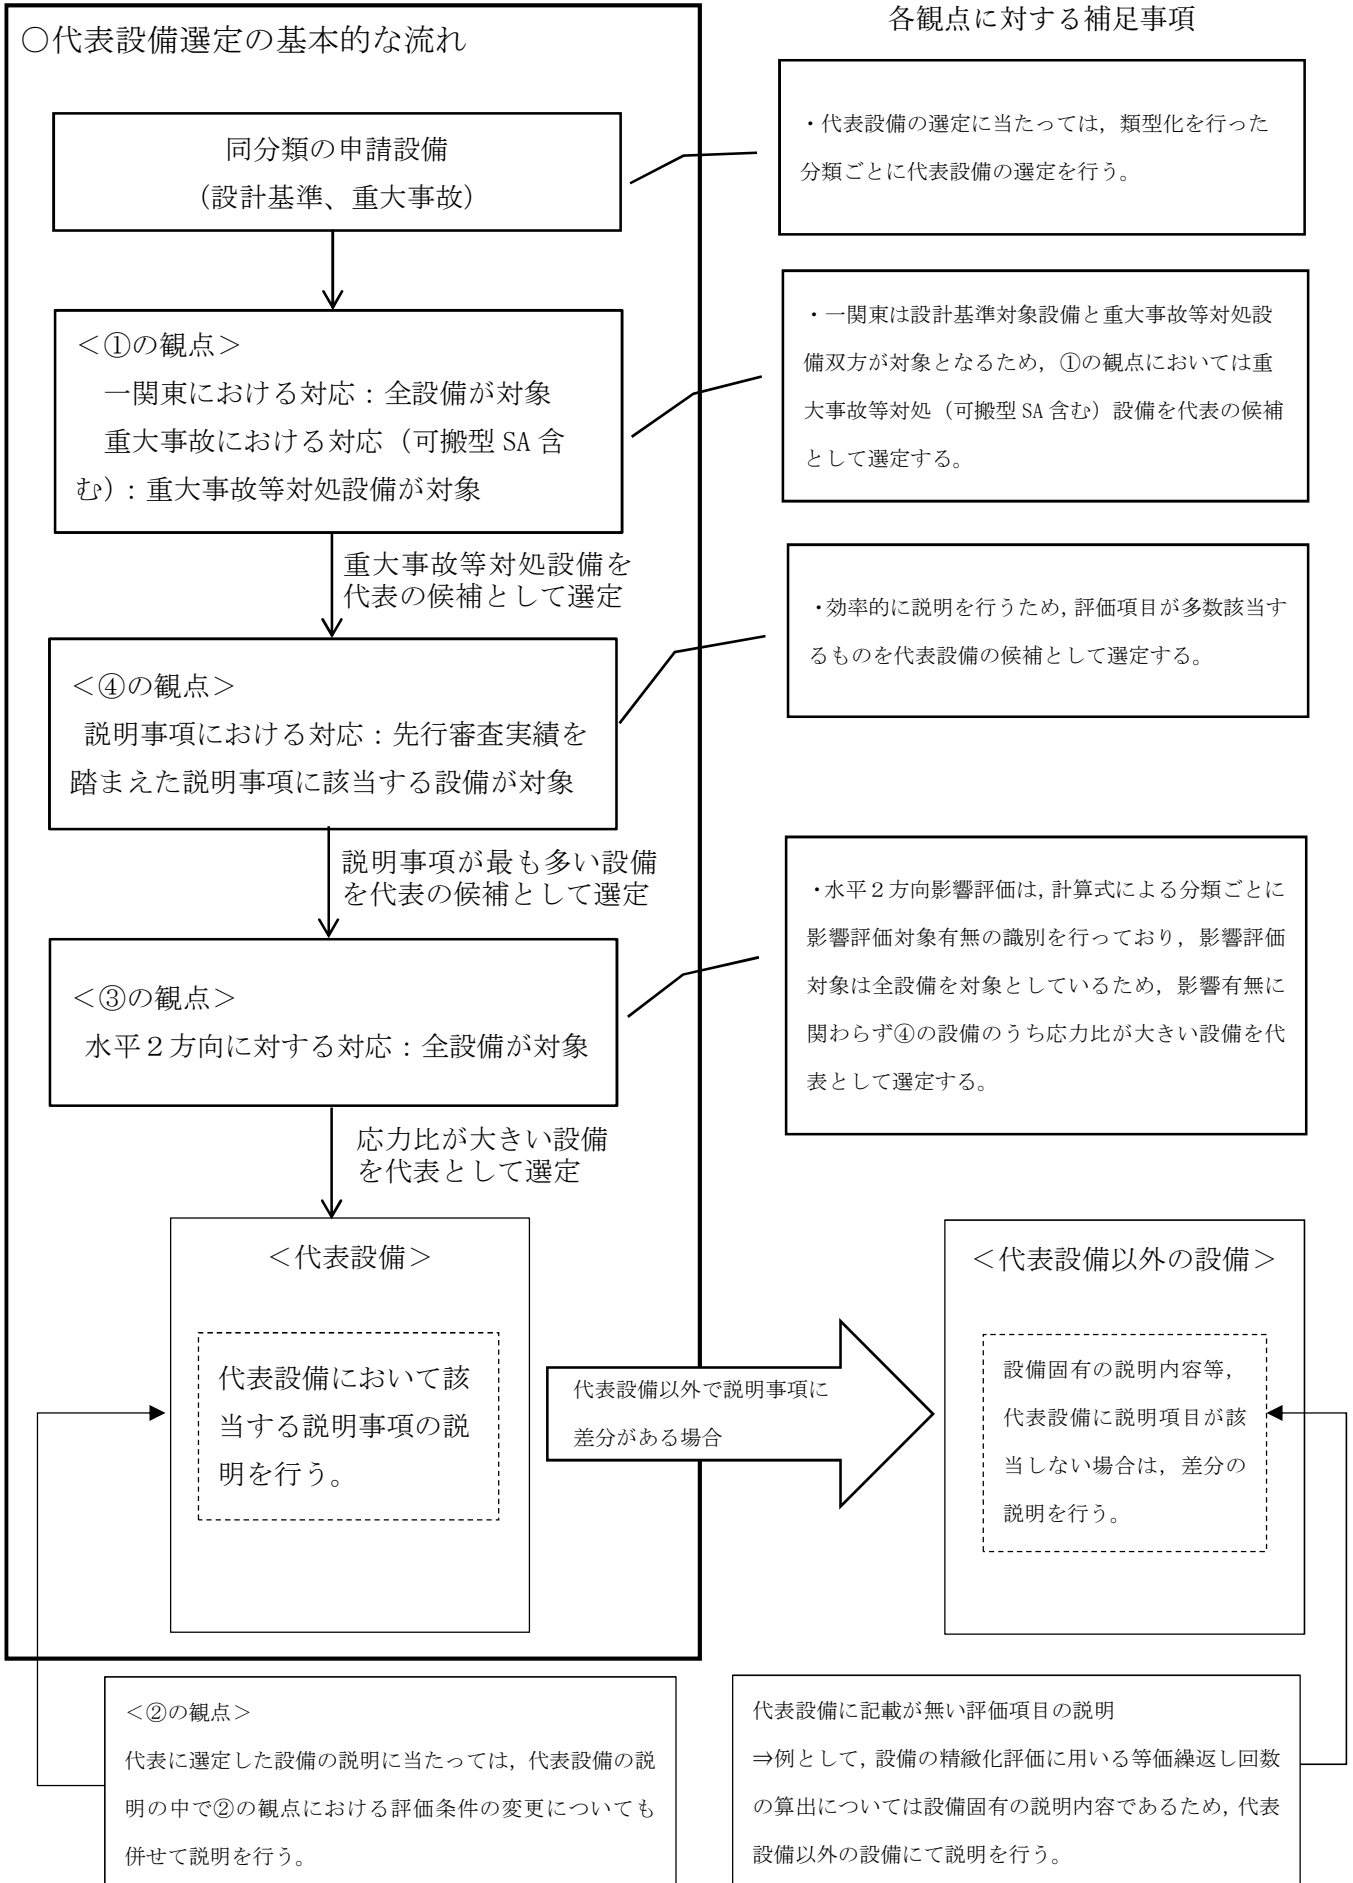 ○代表設備選定の基本的な流れ
各観点に対する補足事項
同分類の申請設備
(設計基準、重大事故)
・代表設備の選定に当たっては，類型化を行った
分類ごとに代表設備の選定を行う。
＜①の観点＞
一関東における対応：全設備が対象
重大事故における対応（可搬型 SA 含
む）：重大事故等対処設備が対象
・一関東は設計基準対象設備と重大事故等対処設
備双方が対象となるため，①の観点においては重
大事故等対処（可搬型 SA 含む）設備を代表の候補
として選定する。
重大事故等対処設備を
代表の候補として選定
＜④の観点＞
説明事項における対応：先行審査実績を
踏まえた説明事項に該当する設備が対象
・効率的に説明を行うため，評価項目が多数該当す
るものを代表設備の候補として選定する。
説明事項が最も多い設備
を代表の候補として選定
＜③の観点＞
水平２方向に対する対応：全設備が対象
・水平２方向影響評価は，計算式による分類ごとに
影響評価対象有無の識別を行っており，影響評価
対象は全設備を対象としているため，影響有無に
関わらず④の設備のうち応力比が大きい設備を代
表として選定する。
応力比が大きい設備
を代表として選定
＜代表設備＞
代表設備において該
当する説明事項の説
明を行う。
代表設備以外で説明事項に
差分がある場合
＜代表設備以外の設備＞
設備固有の説明内容等，
代表設備に説明項目が該
当しない場合は，差分の
説明を行う。
＜②の観点＞
代表に選定した設備の説明に当たっては，代表設備の説
明の中で②の観点における評価条件の変更についても
併せて説明を行う。
代表設備に記載が無い評価項目の説明
⇒例として，設備の精緻化評価に用いる等価繰返し回数
の算出については設備固有の説明内容であるため，代表
設備以外の設備にて説明を行う。